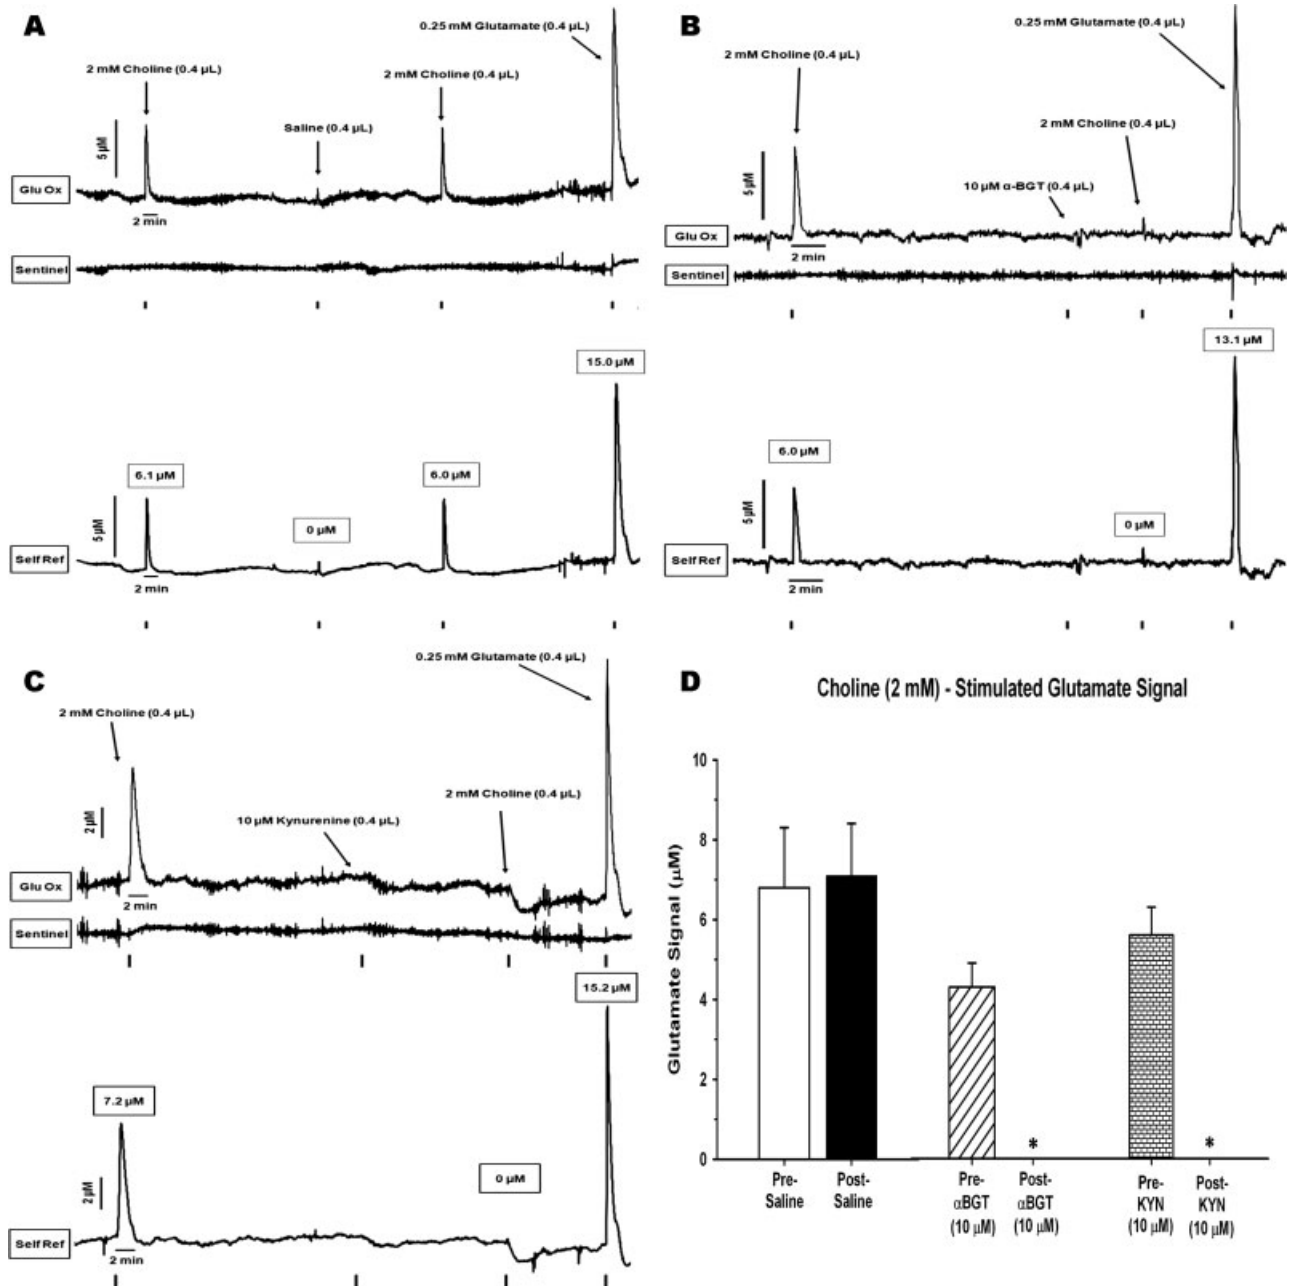 A
0.25 mM Glutamate (0.4 µL)
2 mM Choline (0.4 µL)
2 mM Choline (0.4 µL)
Saline (0.4 µL)
5 µM
Glu Ox
2 min
Sentinel
15.0 µM
6.1 µM
6.0 µM
0 µM
5 µM
Self Ref
2 min
B
0.25 mM Glutamate (0.4 µL)
2 mM Choline (0.4 µL)
2 mM Choline (0.4 µL)
10 µM α-BGT (0.4 µL)
5 µM
Glu Ox
2 min
Sentinel
13.1 µM
6.0 µM
0 µM
5 µM
Self Ref
2 min
C
0.25 mM Glutamate (0.4 µL)
2 mM Choline (0.4 µL)
2 mM Choline (0.4 µL)
10 µM Kynurenine (0.4 µL)
2 µM
Glu Ox
2 min
Sentinel
15.2 µM
7.2 µM
0 µM
2 µM
Self Ref
2 min
D
Choline (2 mM) - Stimulated Glutamate Signal
Glutamate Signal (µM)
10
8
6
4
2
0
*
*
Pre-
Saline
Post-
Saline
Pre-
αBGT
(10 µM)
Post-
αBGT
(10 µM)
Pre-
KYN
(10 µM)
Post-
KYN
(10 µM)